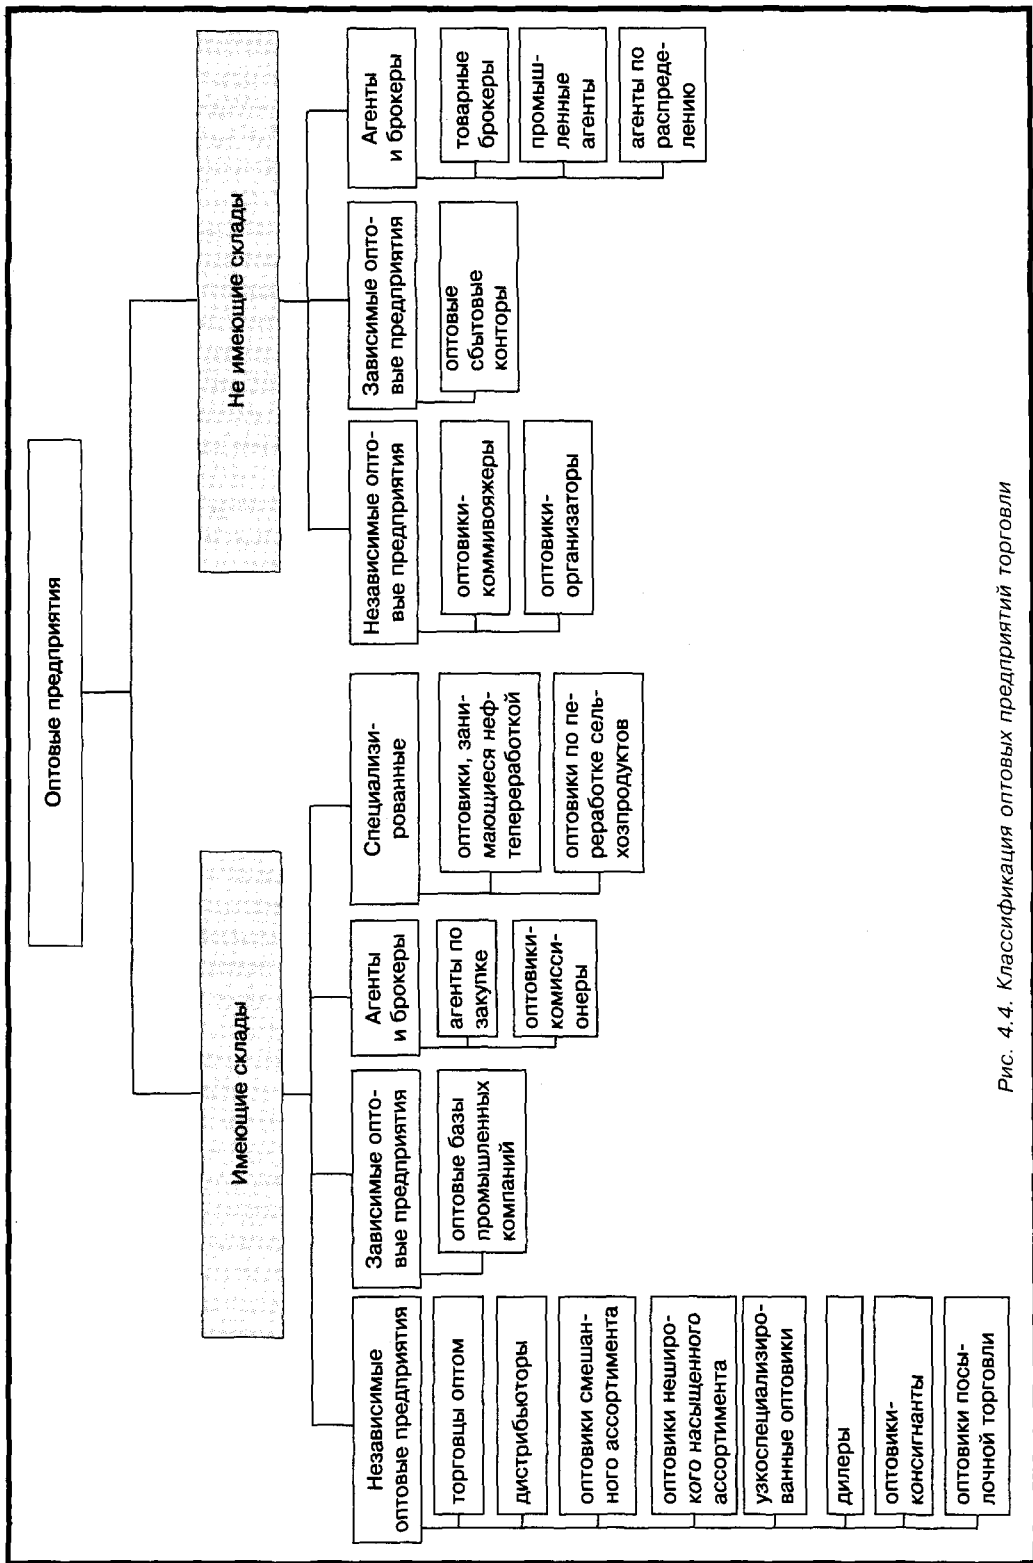 Оптовые предприятия
Имеющие склады
Не имеющие склады
Независимые
оптовые предприятия
торговцы оптом
дистрибьюторы
оптовики смешан-
ного ассортимента
оптовики неширо-
кого насыщенного
ассортимента
узкоспециализиро-
ванные оптовики
дилеры
оптовики-
консигнанты
оптовики посы-
лочной торговли
Зависимые опто-
вые предприятия
оптовые базы
промышленных
компаний
Агенты
и брокеры
агенты по
закупке
оптовики-
комисси-
онеры
Специализи-
рованные
оптовики, зани-
мающиеся неф-
тепереработкой
оптовики по пе-
реработке сель-
хозпродуктов
Независимые опто-
вые предприятия
оптовики-
коммивояжеры
оптовики-
организаторы
Зависимые опто-
вые предприятия
оптовые
сбытовые
конторы
Агенты
и брокеры
товарные
брокеры
промыш-
ленные
агенты
агенты по
распреде-
лению
Рис. 4.4. Классификация оптовых предприятий торговли